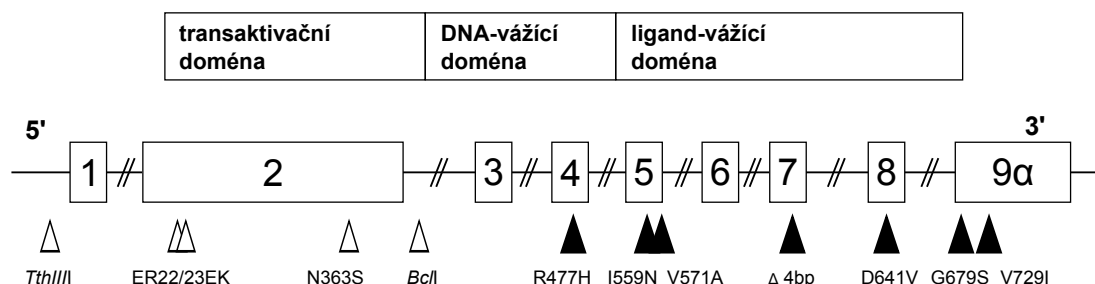 transaktivační doména
DNA-vážící doména
ligand-vážící doména
5'
3'
1 // 2 // 3 // 4 // 5 // 6 // 7 // 8 // 9α
TthIIII ER22/23EK N363S BclI R477H I559N V571A Δ 4bp D641V G679S V729I